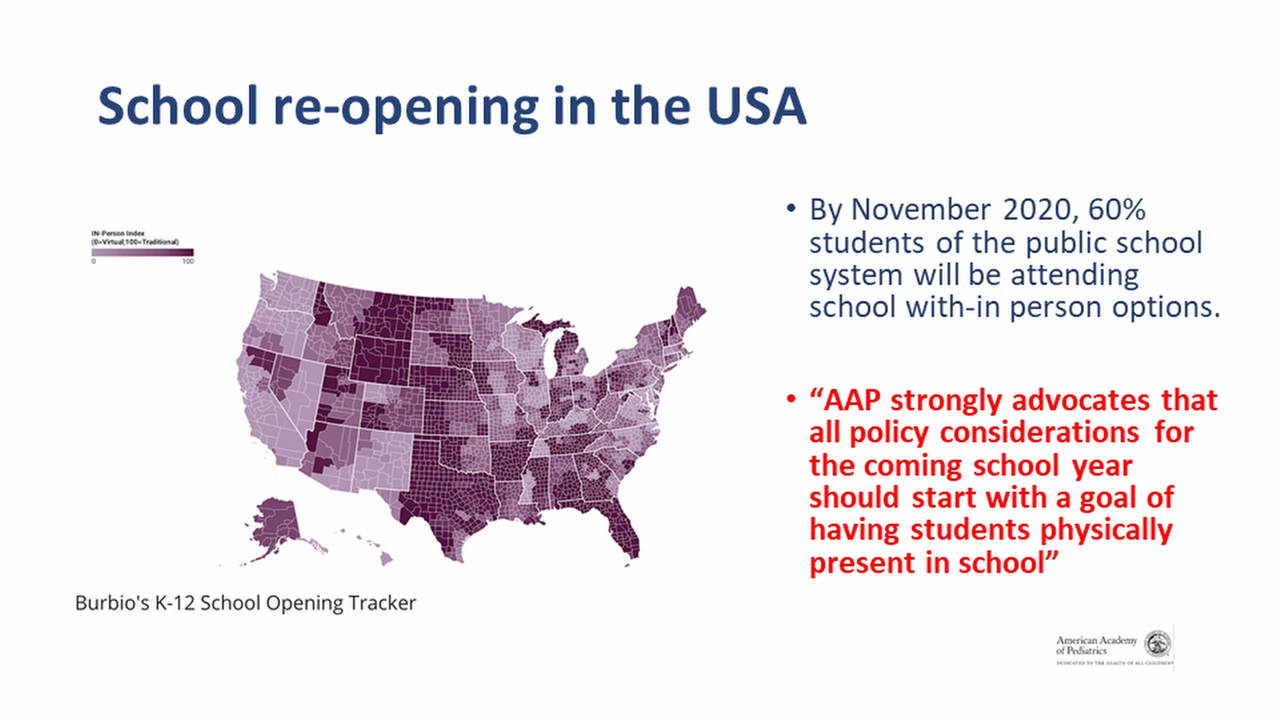 School re-opening in the USA
IN-Person Index
(0=Virtual;100=Traditional)
0 100
• By November 2020, 60%
students of the public school
system will be attending
school with-in person options.
• “AAP strongly advocates that
all policy considerations for
the coming school year
should start with a goal of
having students physically
present in school”
Burbio's K-12 School Opening Tracker
American Academy
of Pediatrics
DEDICATED TO THE HEALTH OF ALL CHILDREN®